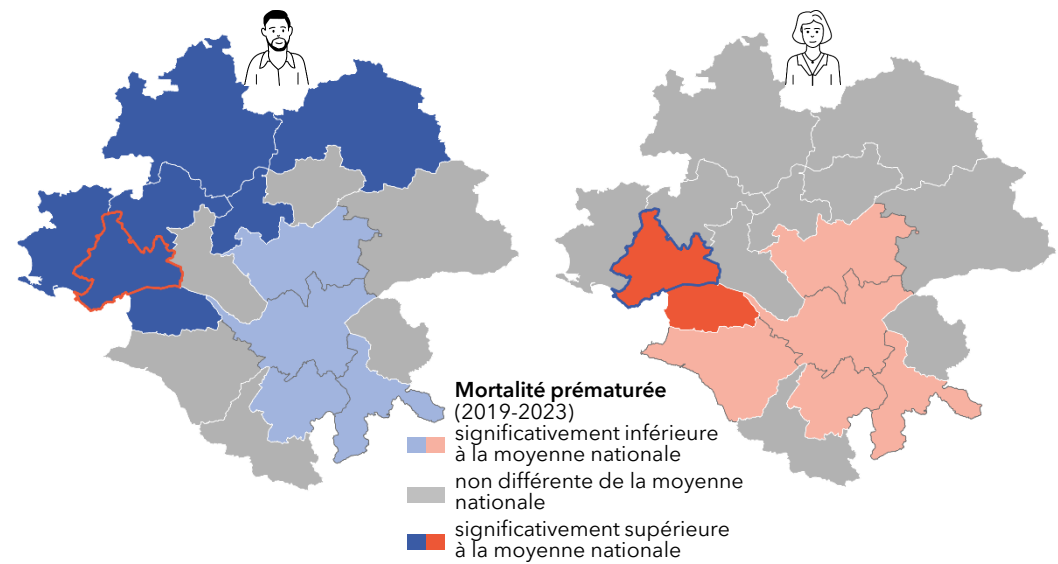 Mortalité prématurée
(2019-2023)
significativement inférieure
à la moyenne nationale
non différente de la moyenne
nationale
significativement supérieure
à la moyenne nationale